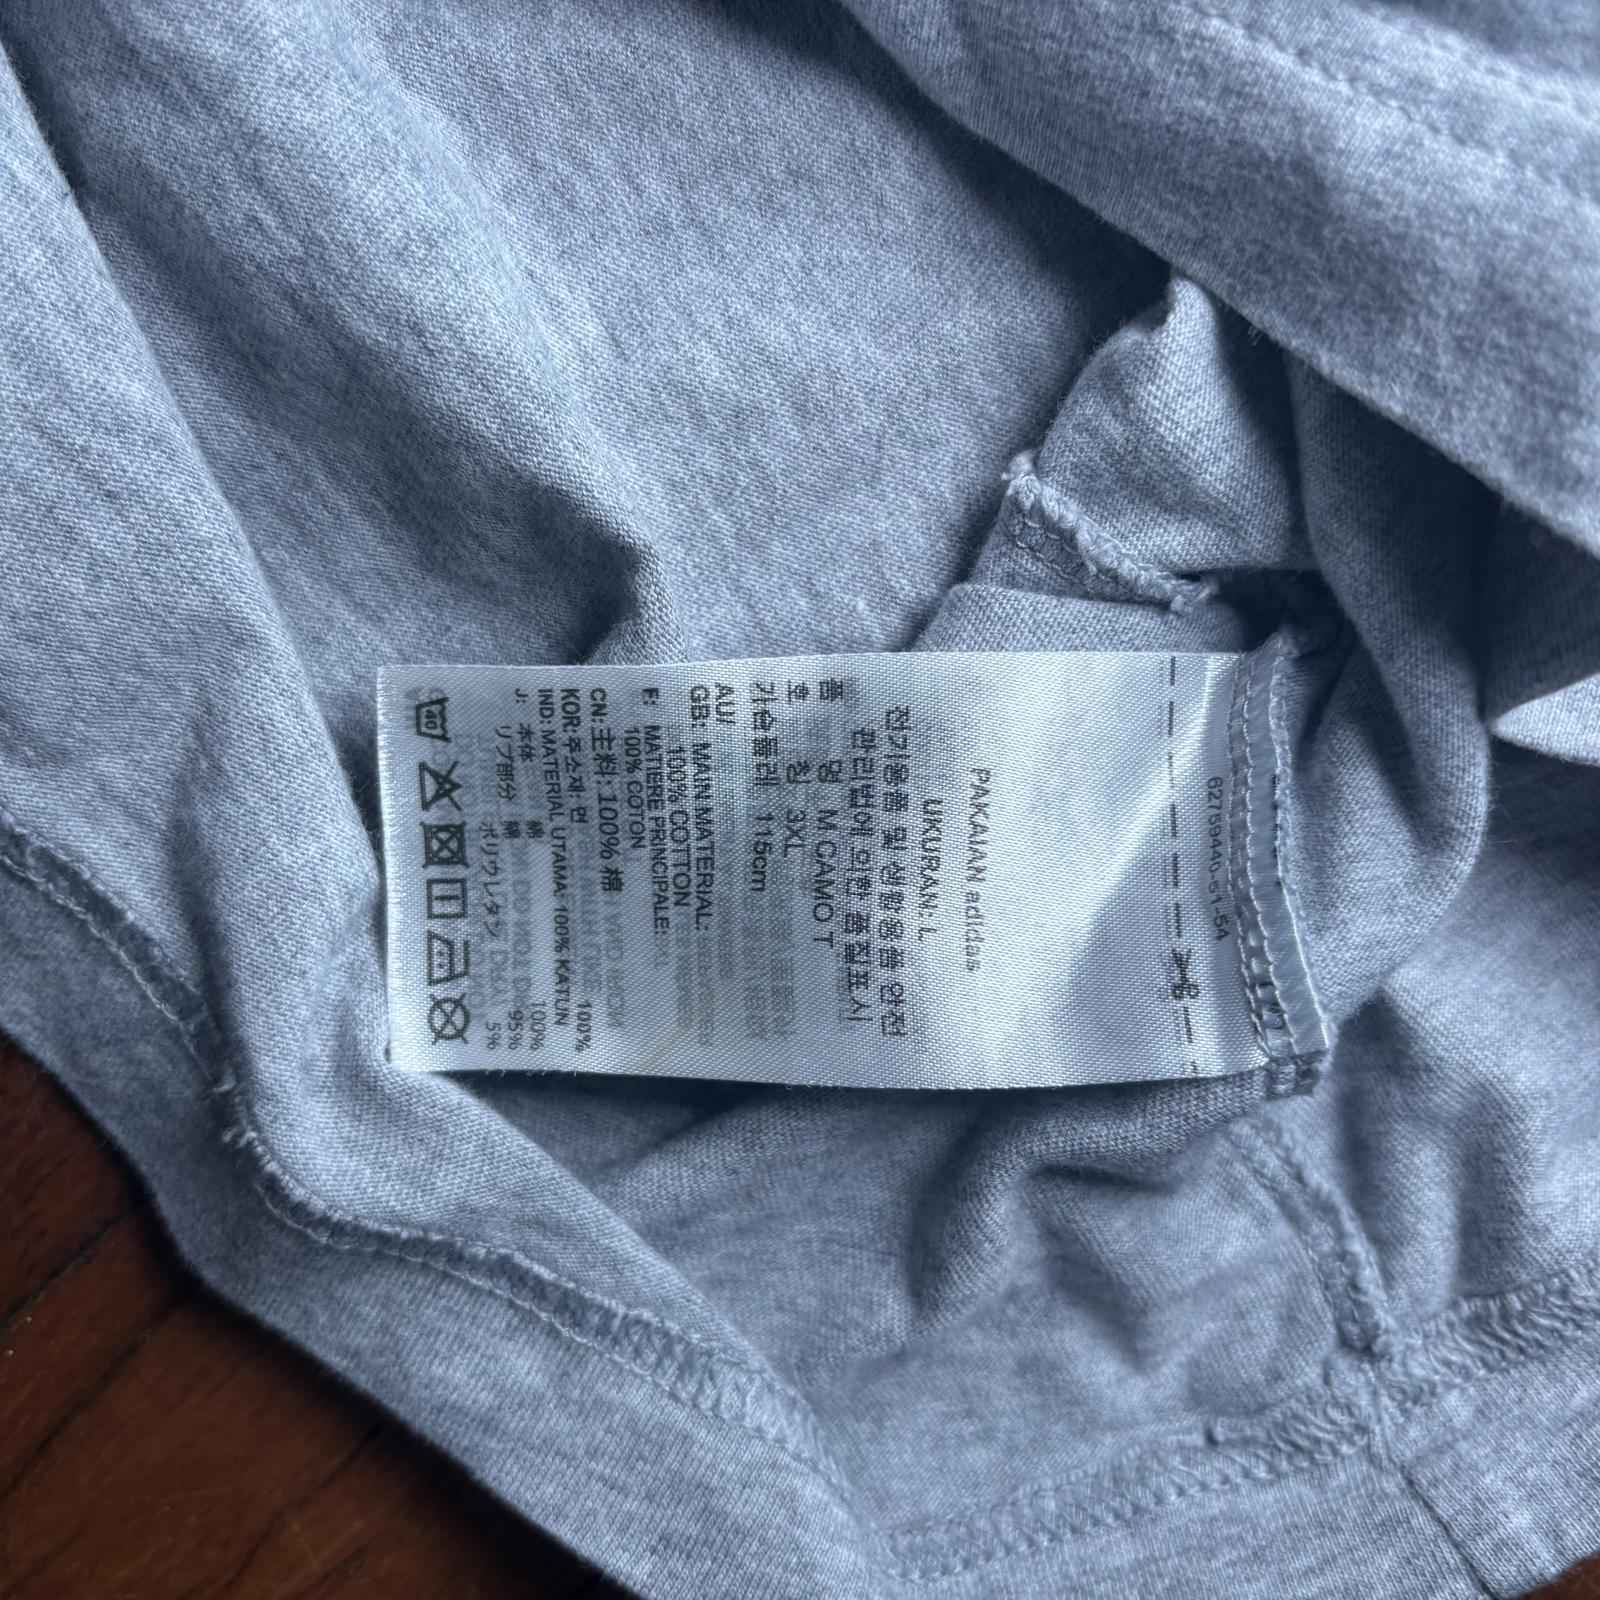 62759440-S1-5A
PAKAIAN adidas
UKURAN: L
전기용품 및 생활용품 안전
관리법에 의한 품질표시
품 명 M CAMO T
호 칭 3XL
가슴둘레 115cm
AU/
GB: MAIN MATERIAL:
100% COTTON
F: MATIERE PRINCIPALE:
100% COTON
CN: 主料: 100% 棉
KOR: 주소재: 면 100%
IND: MATERIAL UTAMA: 100% KATUN
J: 本体 綿 100%
リブ部分 綿 95%
ポリウレタン 5%
40